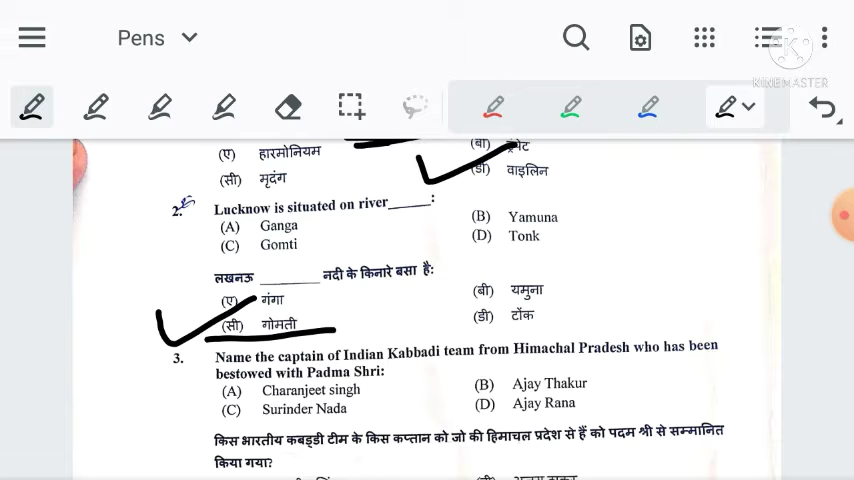 Pens
KINEMASTER
(ए) हारमोनियम
(बी) ट्रंपेट
(सी) मृदंग
(डी) वाइलिन
2. Lucknow is situated on river______:
(A) Ganga
(B) Yamuna
(C) Gomti
(D) Tonk
लखनऊ ________ नदी के किनारे बसा है:
(ए) गंगा
(बी) यमुना
(सी) गोमती
(डी) टोंक
3. Name the captain of Indian Kabbadi team from Himachal Pradesh who has been
bestowed with Padma Shri:
(A) Charanjeet singh
(B) Ajay Thakur
(C) Surinder Nada
(D) Ajay Rana
किस भारतीय कबड्डी टीम के किस कप्तान को जो की हिमाचल प्रदेश से हैं को पदम श्री से सम्मानित
किया गया?